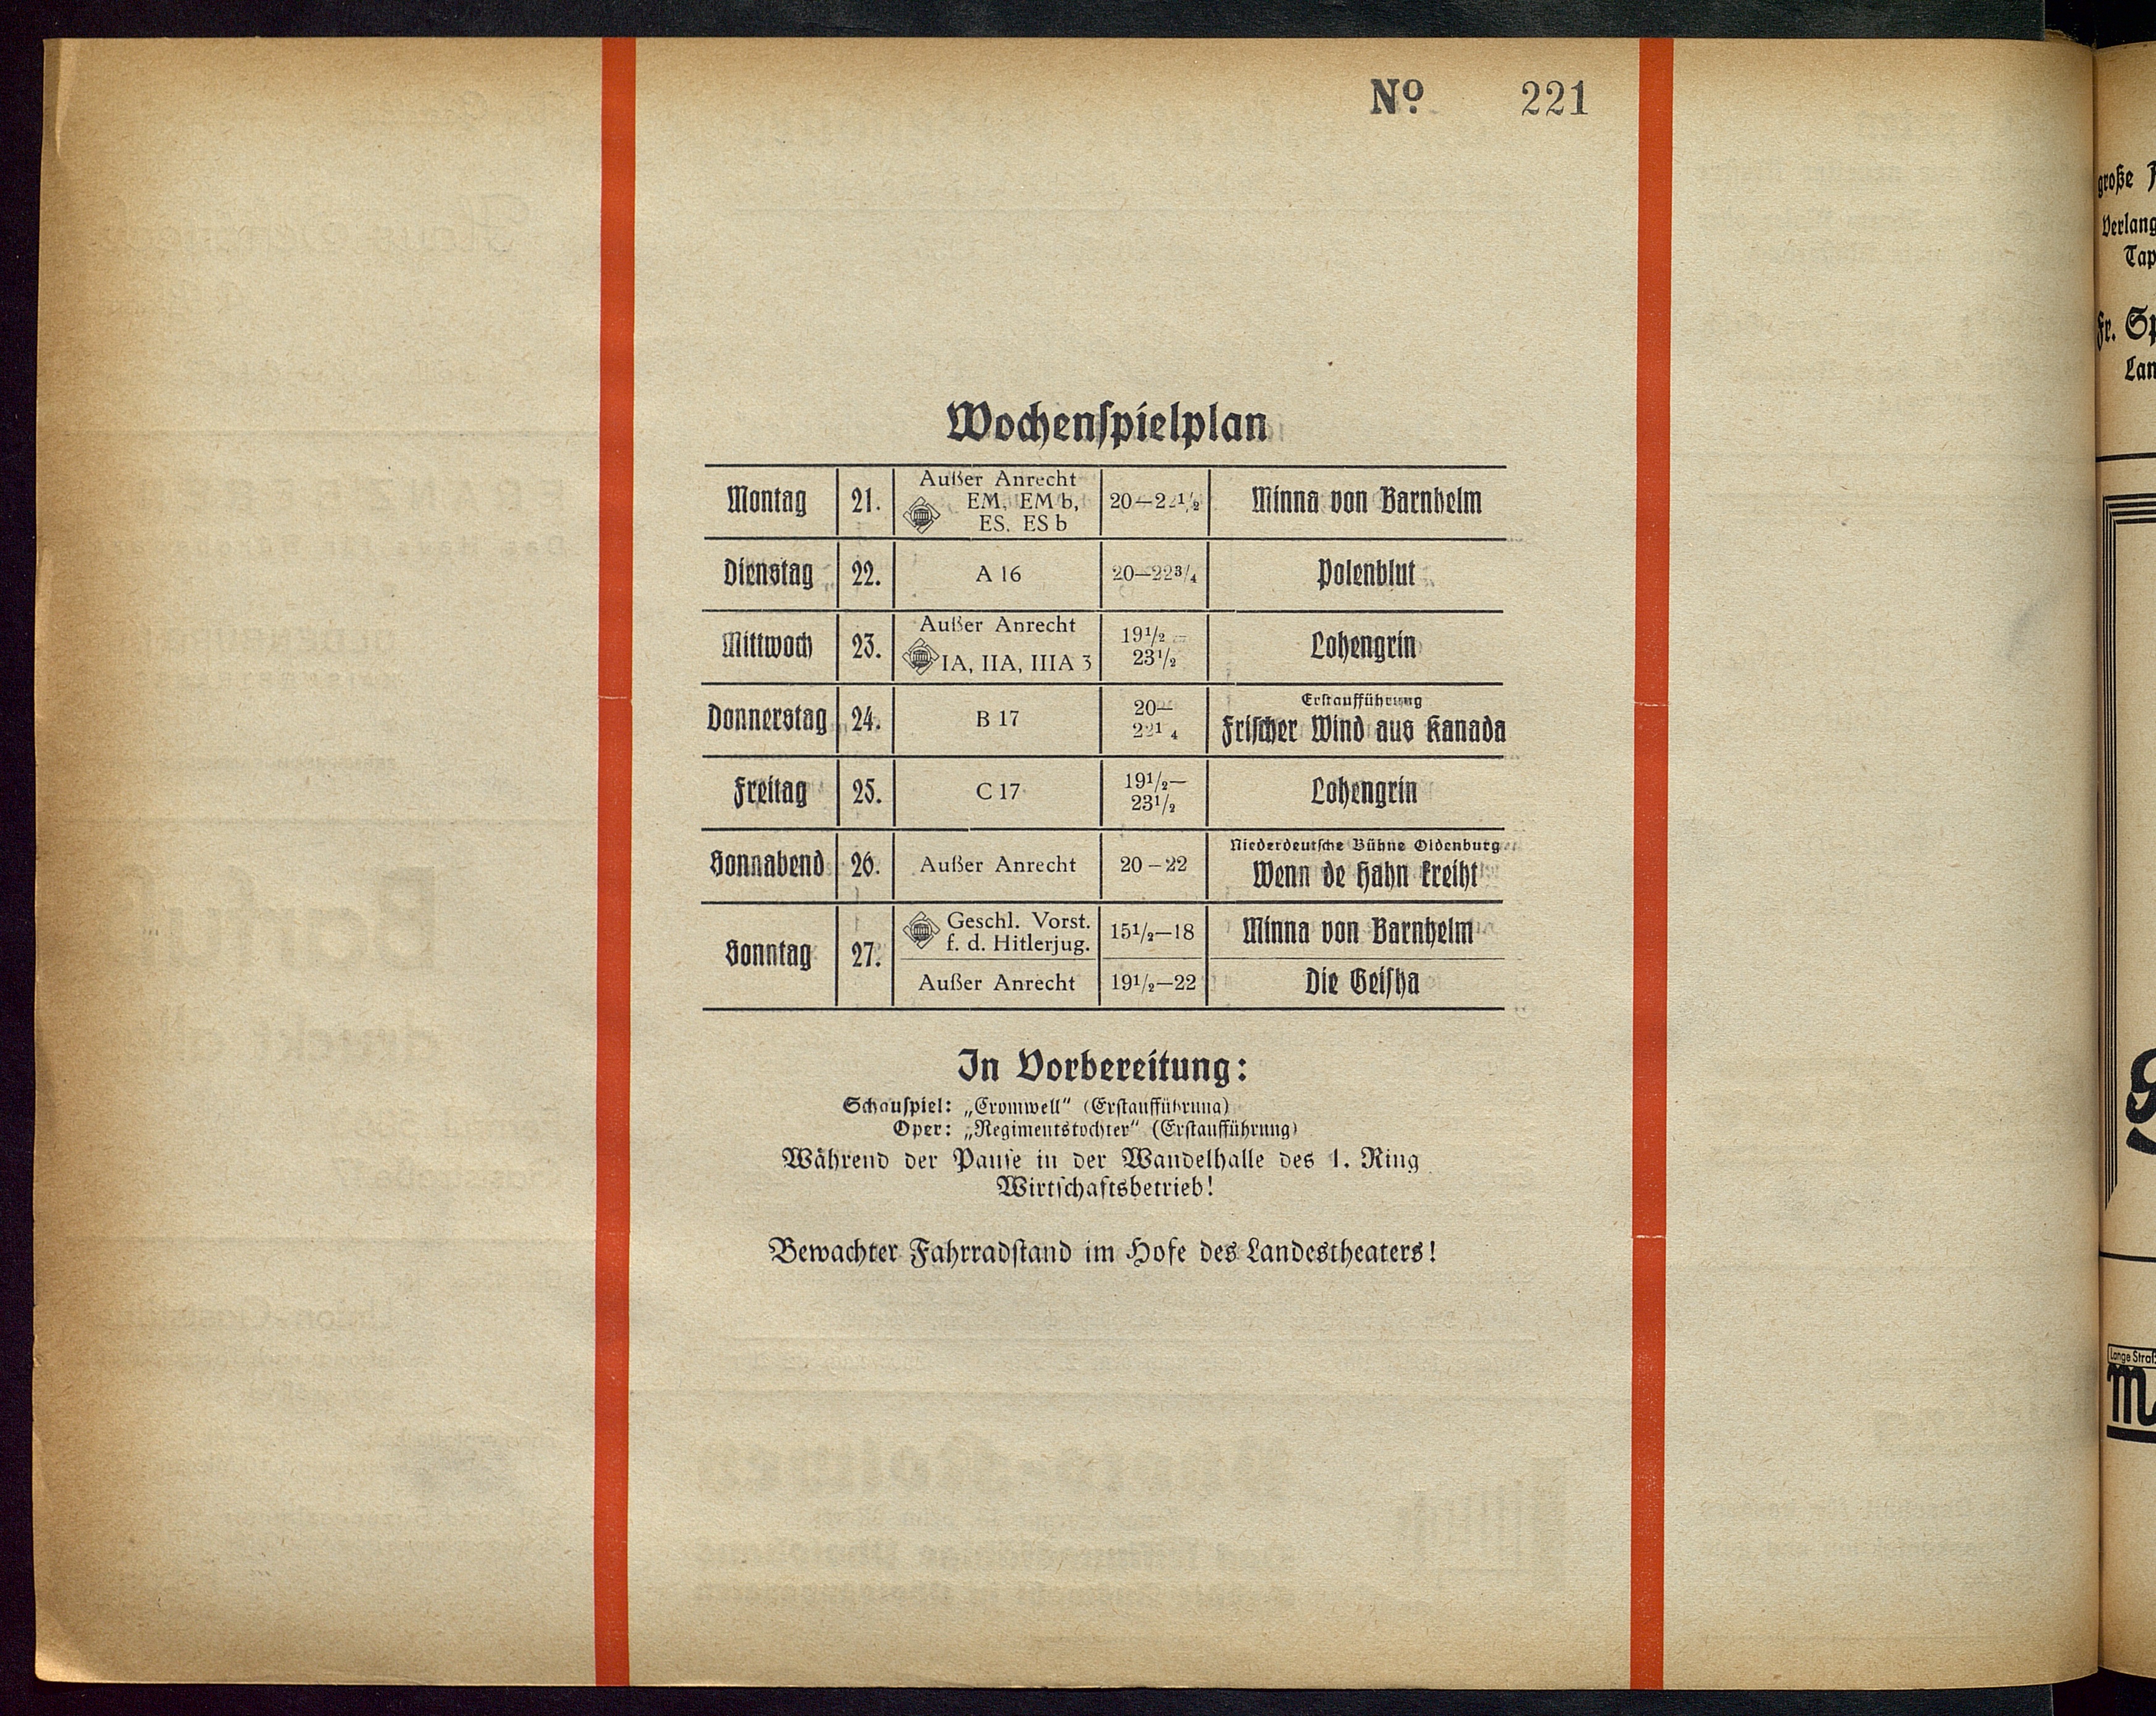 No 221
Wochenspielplan
Montag 21. Außer Anrecht EM, EM b, ES, ES b 20—22½ Minna von Barnhelm
Dienstag 22. A 16 20—22¾ Polenblut
Mittwoch 23. Außer Anrecht IA, IIA, IIIA 3 19½—23½ Lohengrin
Donnerstag 24. B 17 20—22¼ Erstaufführung Frischer Wind aus Kanada
Freitag 25. C 17 19½—23½ Lohengrin
Sonnabend 26. Außer Anrecht 20—22 Niederdeutsche Bühne Oldenburg Wenn de Hahn kreiht
Sonntag 27. Geschl. Vorst. f. d. Hitlerjug. 15½—18 Minna von Barnhelm
Außer Anrecht 19½—22 Die Geisha
In Vorbereitung:
Schauspiel: „Cromwell“ (Erstaufführung)
Oper: „Regimentstochter“ (Erstaufführung)
Während der Pause in der Wandelhalle des 1. Ring
Wirtschaftsbetrieb!
Bewachter Fahrradstand im Hofe des Landestheaters!
große
Fr.